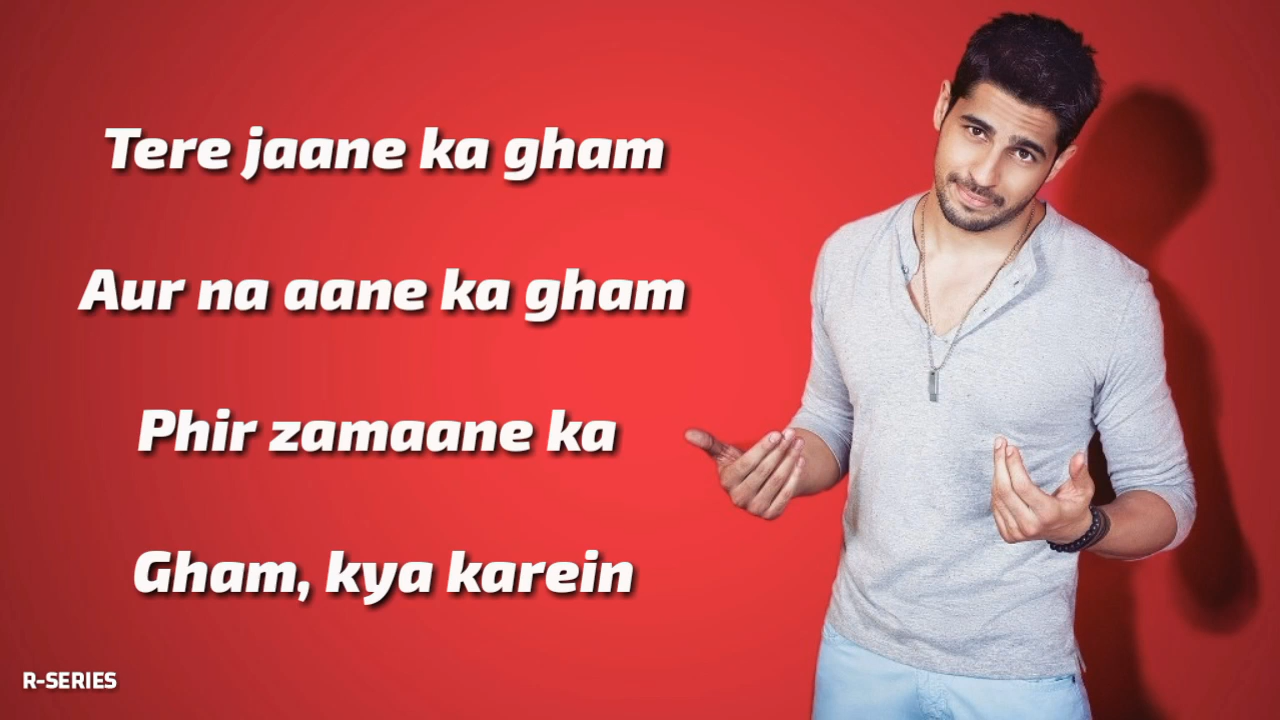 Tere jaane ka gham
Aur na aane ka gham
Phir zamaane ka
Gham, kya karein
R-SERIES